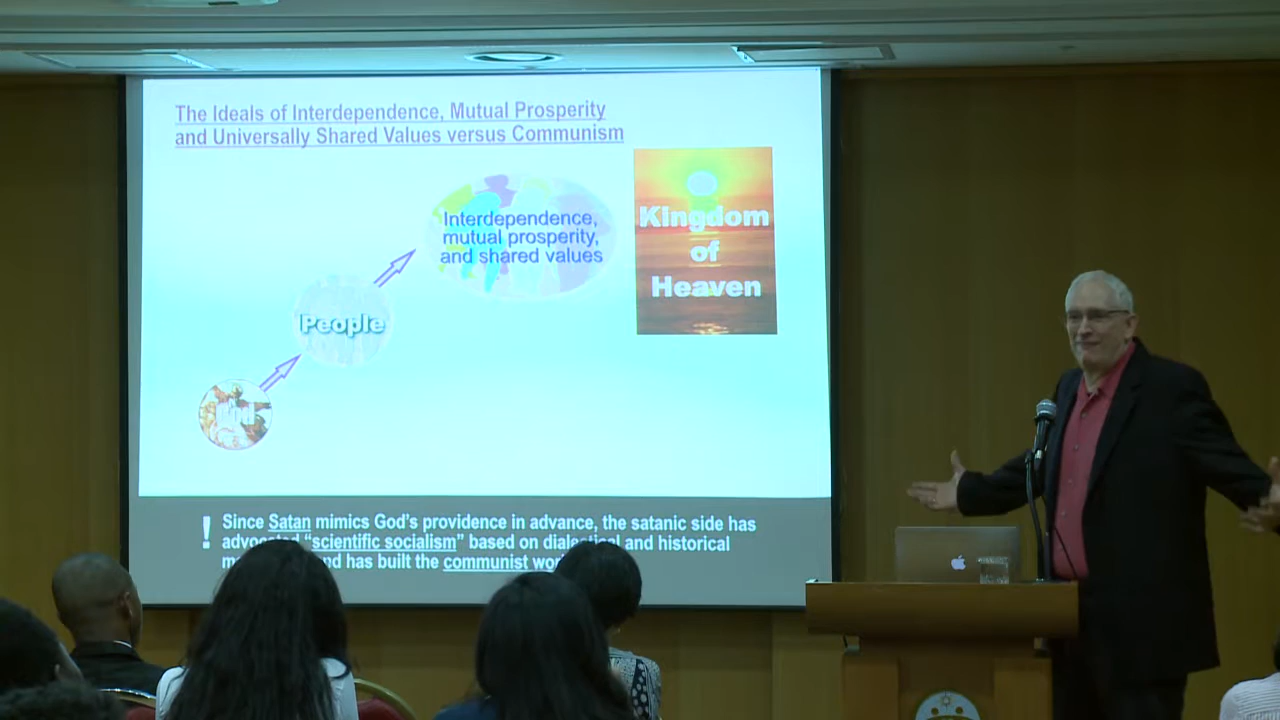 The Ideals of Interdependence, Mutual Prosperity
and Universally Shared Values versus Communism
Interdependence,
mutual prosperity,
and shared values
Kingdom
of
Heaven
People
! Since Satan mimics God's providence in advance, the satanic side has
"scientific socialism" based on and historical
and has built the communist